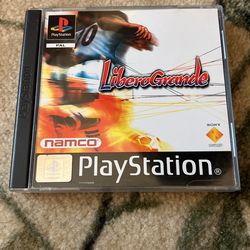 PlayStation
PAL
LiberoGrande
namco
SONY
PlayStation®